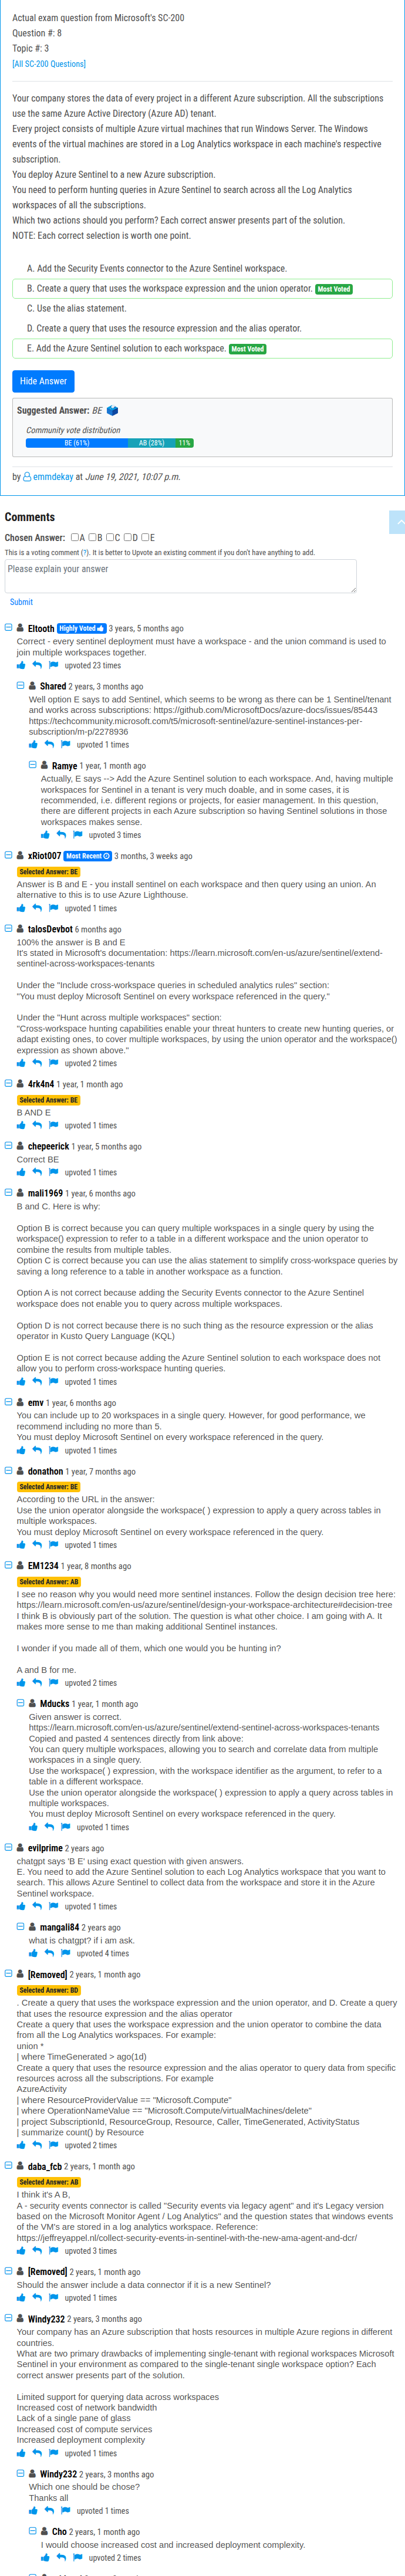 Actual exam question from Microsoft's SC-200
Question #: 8
Topic #: 3
[All SC-200 Questions]
Your company stores the data of every project in a different Azure subscription. All the subscriptions
use the same Azure Active Directory (Azure AD) tenant.
Every project consists of multiple Azure virtual machines that run Windows Server. The Windows
events of the virtual machines are stored in a Log Analytics workspace in each machine's respective
subscription.
You deploy Azure Sentinel to a new Azure subscription.
You need to perform hunting queries in Azure Sentinel to search across all the Log Analytics
workspaces of all the subscriptions.
Which two actions should you perform? Each correct answer presents part of the solution.
NOTE: Each correct selection is worth one point.
A. Add the Security Events connector to the Azure Sentinel workspace.
B. Create a query that uses the workspace expression and the union operator. Most Voted
C. Use the alias statement.
D. Create a query that uses the resource expression and the alias operator.
E. Add the Azure Sentinel solution to each workspace. Most Voted
Hide Answer
Suggested Answer: BE
Community vote distribution
BE (61%) AB (28%) 11%
by emmdekay at June 19, 2021, 10:07 p.m.
Comments
Chosen Answer: A B C D E
This is a voting comment (?). It is better to Upvote an existing comment if you don't have anything to add.
Please explain your answer
Submit
Eltooth Highly Voted 3 years, 5 months ago
Correct - every sentinel deployment must have a workspace - and the union command is used to
join multiple workspaces together.
upvoted 23 times
Shared 2 years, 3 months ago
Well option E says to add Sentinel, which seems to be wrong as there can be 1 Sentinel/tenant
and works across subscriptions: https://github.com/MicrosoftDocs/azure-docs/issues/85443
https://techcommunity.microsoft.com/t5/microsoft-sentinel/azure-sentinel-instances-per-
subscription/m-p/2278936
upvoted 1 times
Ramye 1 year, 1 month ago
Actually, E says --> Add the Azure Sentinel solution to each workspace. And, having multiple
workspaces for Sentinel in a tenant is very much doable, and in some cases, it is
recommended, i.e. different regions or projects, for easier management. In this question,
there are different projects in each Azure subscription so having Sentinel solutions in those
workspaces makes sense.
upvoted 3 times
xRiot007 Most Recent 3 months, 3 weeks ago
Selected Answer: BE
Answer is B and E - you install sentinel on each workspace and then query using an union. An
alternative to this is to use Azure Lighthouse.
upvoted 1 times
talosDevbot 6 months ago
100% the answer is B and E
It's stated in Microsoft's documentation: https://learn.microsoft.com/en-us/azure/sentinel/extend-
sentinel-across-workspaces-tenants
Under the "Include cross-workspace queries in scheduled analytics rules" section:
"You must deploy Microsoft Sentinel on every workspace referenced in the query."
Under the "Hunt across multiple workspaces" section:
"Cross-workspace hunting capabilities enable your threat hunters to create new hunting queries, or
adapt existing ones, to cover multiple workspaces, by using the union operator and the workspace()
expression as shown above."
upvoted 2 times
4rk4n4 1 year, 1 month ago
Selected Answer: BE
B AND E
upvoted 1 times
chepeerick 1 year, 5 months ago
Correct BE
upvoted 1 times
mali1969 1 year, 6 months ago
B and C. Here is why:
Option B is correct because you can query multiple workspaces in a single query by using the
workspace() expression to refer to a table in a different workspace and the union operator to
combine the results from multiple tables.
Option C is correct because you can use the alias statement to simplify cross-workspace queries by
saving a long reference to a table in another workspace as a function.
Option A is not correct because adding the Security Events connector to the Azure Sentinel
workspace does not enable you to query across multiple workspaces.
Option D is not correct because there is no such thing as the resource expression or the alias
operator in Kusto Query Language (KQL)
Option E is not correct because adding the Azure Sentinel solution to each workspace does not
allow you to perform cross-workspace hunting queries.
upvoted 1 times
emv 1 year, 6 months ago
You can include up to 20 workspaces in a single query. However, for good performance, we
recommend including no more than 5.
You must deploy Microsoft Sentinel on every workspace referenced in the query.
upvoted 1 times
donathon 1 year, 7 months ago
Selected Answer: BE
According to the URL in the answer:
Use the union operator alongside the workspace( ) expression to apply a query across tables in
multiple workspaces.
You must deploy Microsoft Sentinel on every workspace referenced in the query.
upvoted 1 times
EM1234 1 year, 8 months ago
Selected Answer: AB
I see no reason why you would need more sentinel instances. Follow the design decision tree here:
https://learn.microsoft.com/en-us/azure/sentinel/design-your-workspace-architecture#decision-tree
I think B is obviously part of the solution. The question is what other choice. I am going with A. It
makes more sense to me than making additional Sentinel instances.
I wonder if you made all of them, which one would you be hunting in?
A and B for me.
upvoted 2 times
Mducks 1 year, 1 month ago
Given answer is correct.
https://learn.microsoft.com/en-us/azure/sentinel/extend-sentinel-across-workspaces-tenants
Copied and pasted 4 sentences directly from link above:
You can query multiple workspaces, allowing you to search and correlate data from multiple
workspaces in a single query.
Use the workspace( ) expression, with the workspace identifier as the argument, to refer to a
table in a different workspace.
Use the union operator alongside the workspace( ) expression to apply a query across tables in
multiple workspaces.
You must deploy Microsoft Sentinel on every workspace referenced in the query.
upvoted 1 times
evilprime 2 years ago
chatgpt says 'B E' using exact question with given answers.
E. You need to add the Azure Sentinel solution to each Log Analytics workspace that you want to
search. This allows Azure Sentinel to collect data from the workspace and store it in the Azure
Sentinel workspace.
upvoted 1 times
mangali84 2 years ago
what is chatgpt? if i am ask.
upvoted 4 times
[Removed] 2 years, 1 month ago
Selected Answer: BD
. Create a query that uses the workspace expression and the union operator, and D. Create a query
that uses the resource expression and the alias operator
Create a query that uses the workspace expression and the union operator to combine the data
from all the Log Analytics workspaces. For example:
union *
| where TimeGenerated > ago(1d)
Create a query that uses the resource expression and the alias operator to query data from specific
resources across all the subscriptions. For example
AzureActivity
| where ResourceProviderValue == "Microsoft.Compute"
| where OperationNameValue == "Microsoft.Compute/virtualMachines/delete"
| project SubscriptionId, ResourceGroup, Resource, Caller, TimeGenerated, ActivityStatus
| summarize count() by Resource
upvoted 2 times
daba_fcb 2 years, 1 month ago
Selected Answer: AB
I think it's A B,
A - security events connector is called "Security events via legacy agent" and it's Legacy version
based on the Microsoft Monitor Agent / Log Analytics" and the question states that windows events
of the VM's are stored in a log analytics workspace. Reference:
https://jeffreyappel.nl/collect-security-events-in-sentinel-with-the-new-ama-agent-and-dcr/
upvoted 3 times
[Removed] 2 years, 1 month ago
Should the answer include a data connector if it is a new Sentinel?
upvoted 1 times
Windy232 2 years, 3 months ago
Your company has an Azure subscription that hosts resources in multiple Azure regions in different
countries.
What are two primary drawbacks of implementing single-tenant with regional workspaces Microsoft
Sentinel in your environment as compared to the single-tenant single workspace option? Each
correct answer presents part of the solution.
Limited support for querying data across workspaces
Increased cost of network bandwidth
Lack of a single pane of glass
Increased cost of compute services
Increased deployment complexity
upvoted 1 times
Windy232 2 years, 3 months ago
Which one should be chose?
Thanks all
upvoted 1 times
Cho 2 years, 1 month ago
I would choose increased cost and increased deployment complexity.
upvoted 2 times